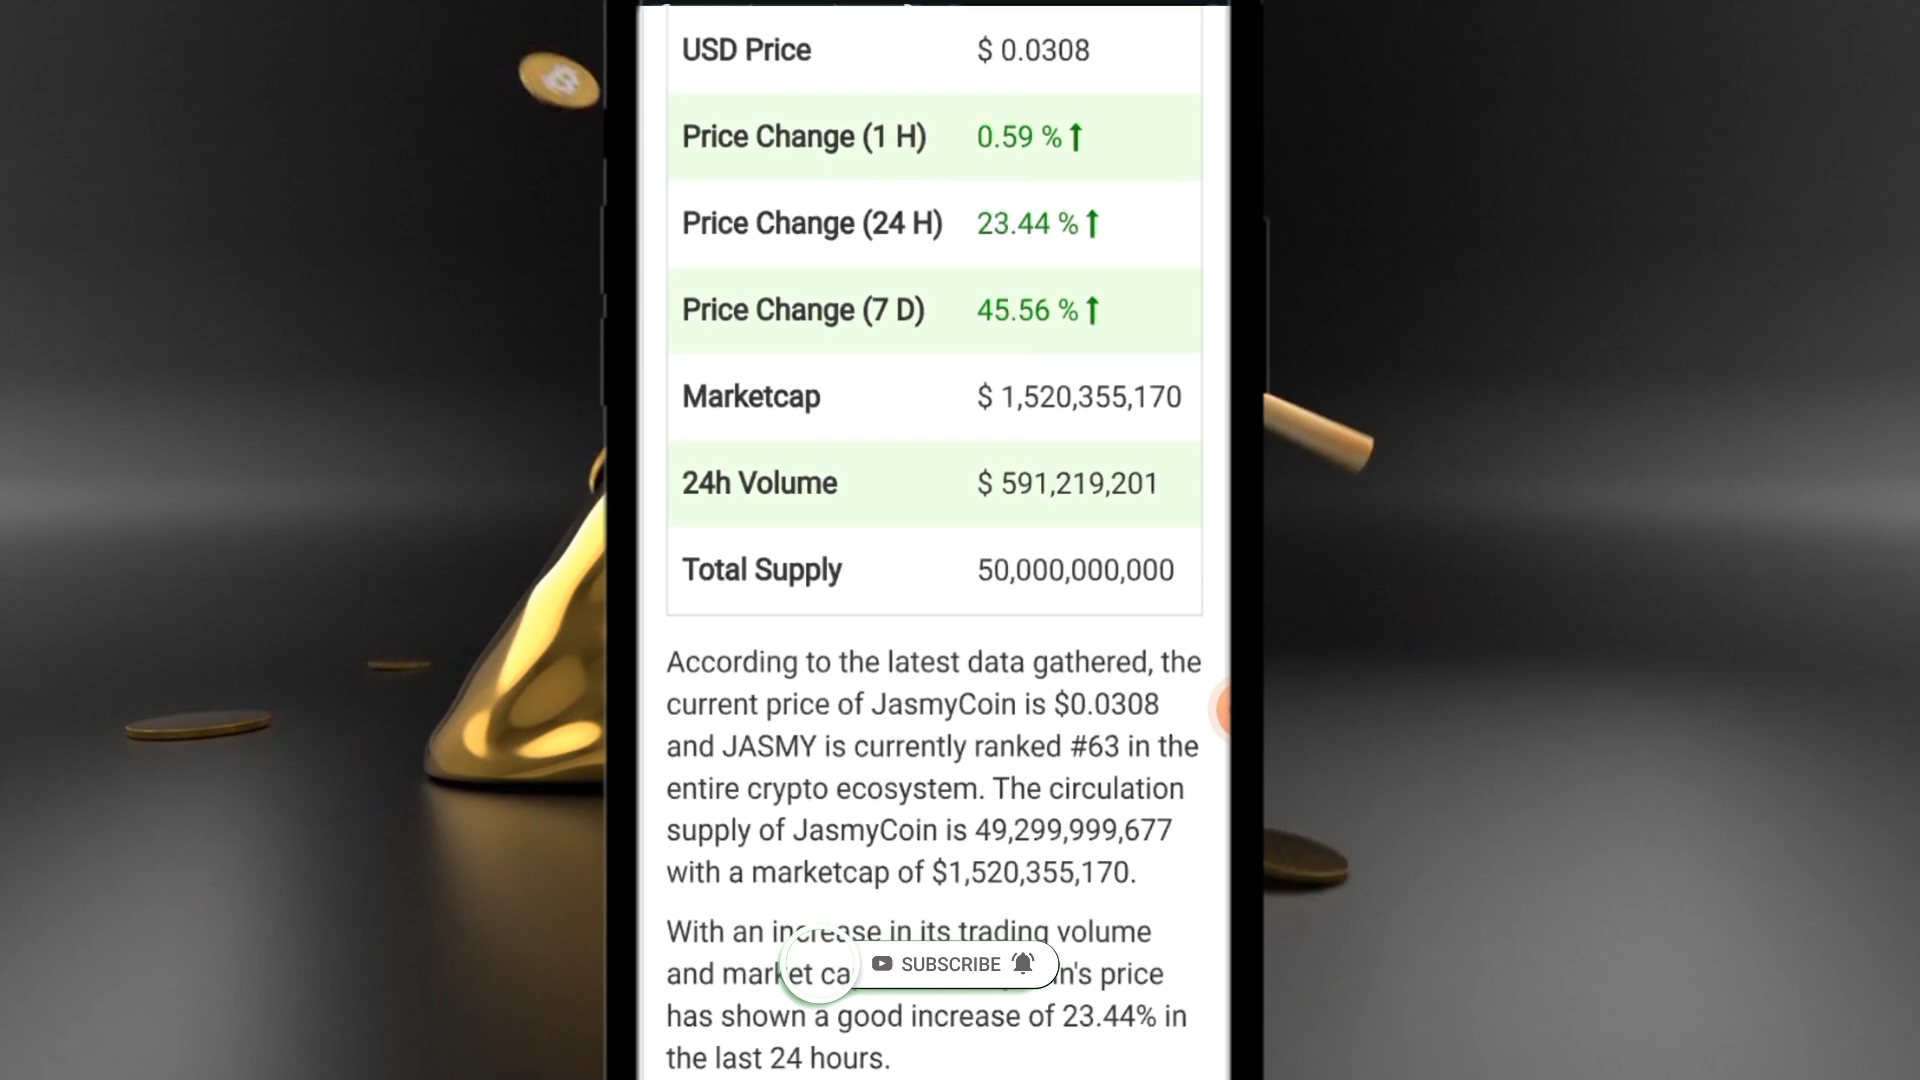 USD Price $ 0.0308
Price Change (1 H) 0.59 %
Price Change (24 H) 23.44 %
Price Change (7 D) 45.56 %
Marketcap $ 1,520,355,170
24h Volume $ 591,219,201
Total Supply 50,000,000,000
According to the latest data gathered, the
current price of JasmyCoin is $0.0308
and JASMY is currently ranked #63 in the
entire crypto ecosystem. The circulation
supply of JasmyCoin is 49,299,999,677
with a marketcap of $1,520,355,170.
With an increase in its trading volume
and market ca n's price
SUBSCRIBE
has shown a good increase of 23.44% in
the last 24 hours.